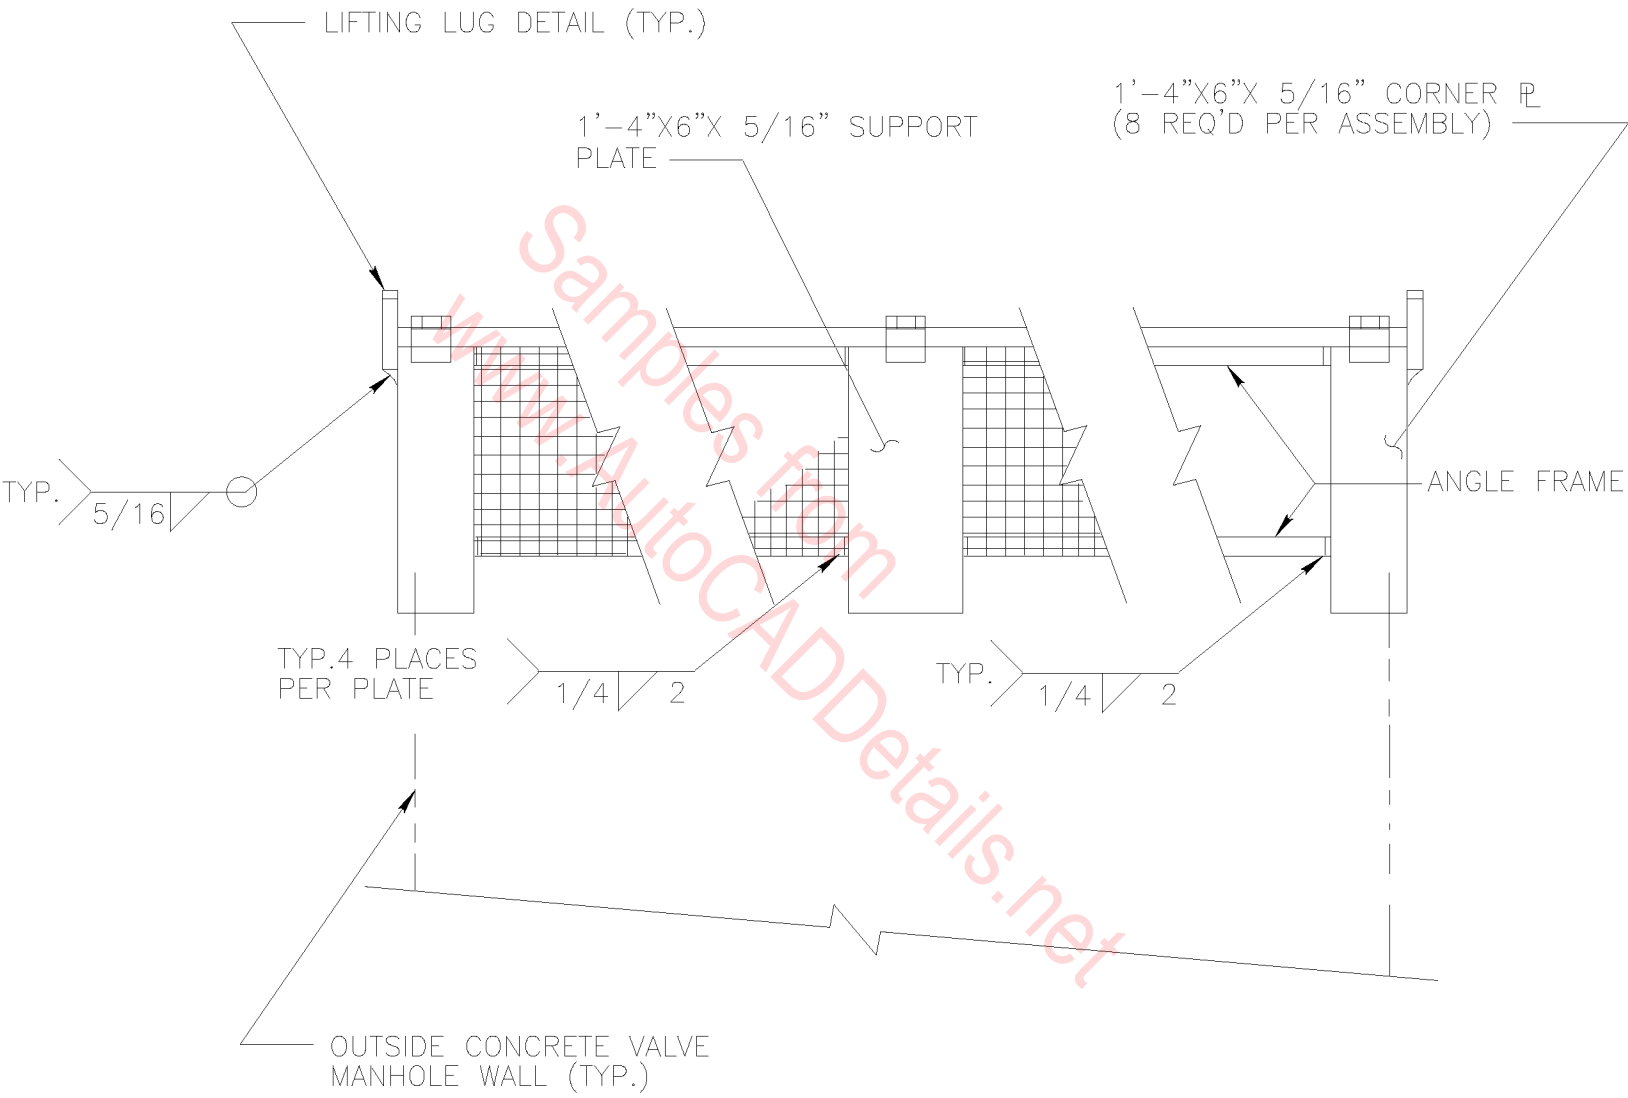 LIFTING LUG DETAIL (TYP.)
1'-4"X6"X 5/16" CORNER PL
(8 REQ'D PER ASSEMBLY)
1'-4"X6"X 5/16" SUPPORT
PLATE
Samples from
www.AutoCADDetails.net
TYP.
5/16
ANGLE FRAME
TYP.4 PLACES
PER PLATE
1/4 2
TYP.
1/4 2
OUTSIDE CONCRETE VALVE
MANHOLE WALL (TYP.)